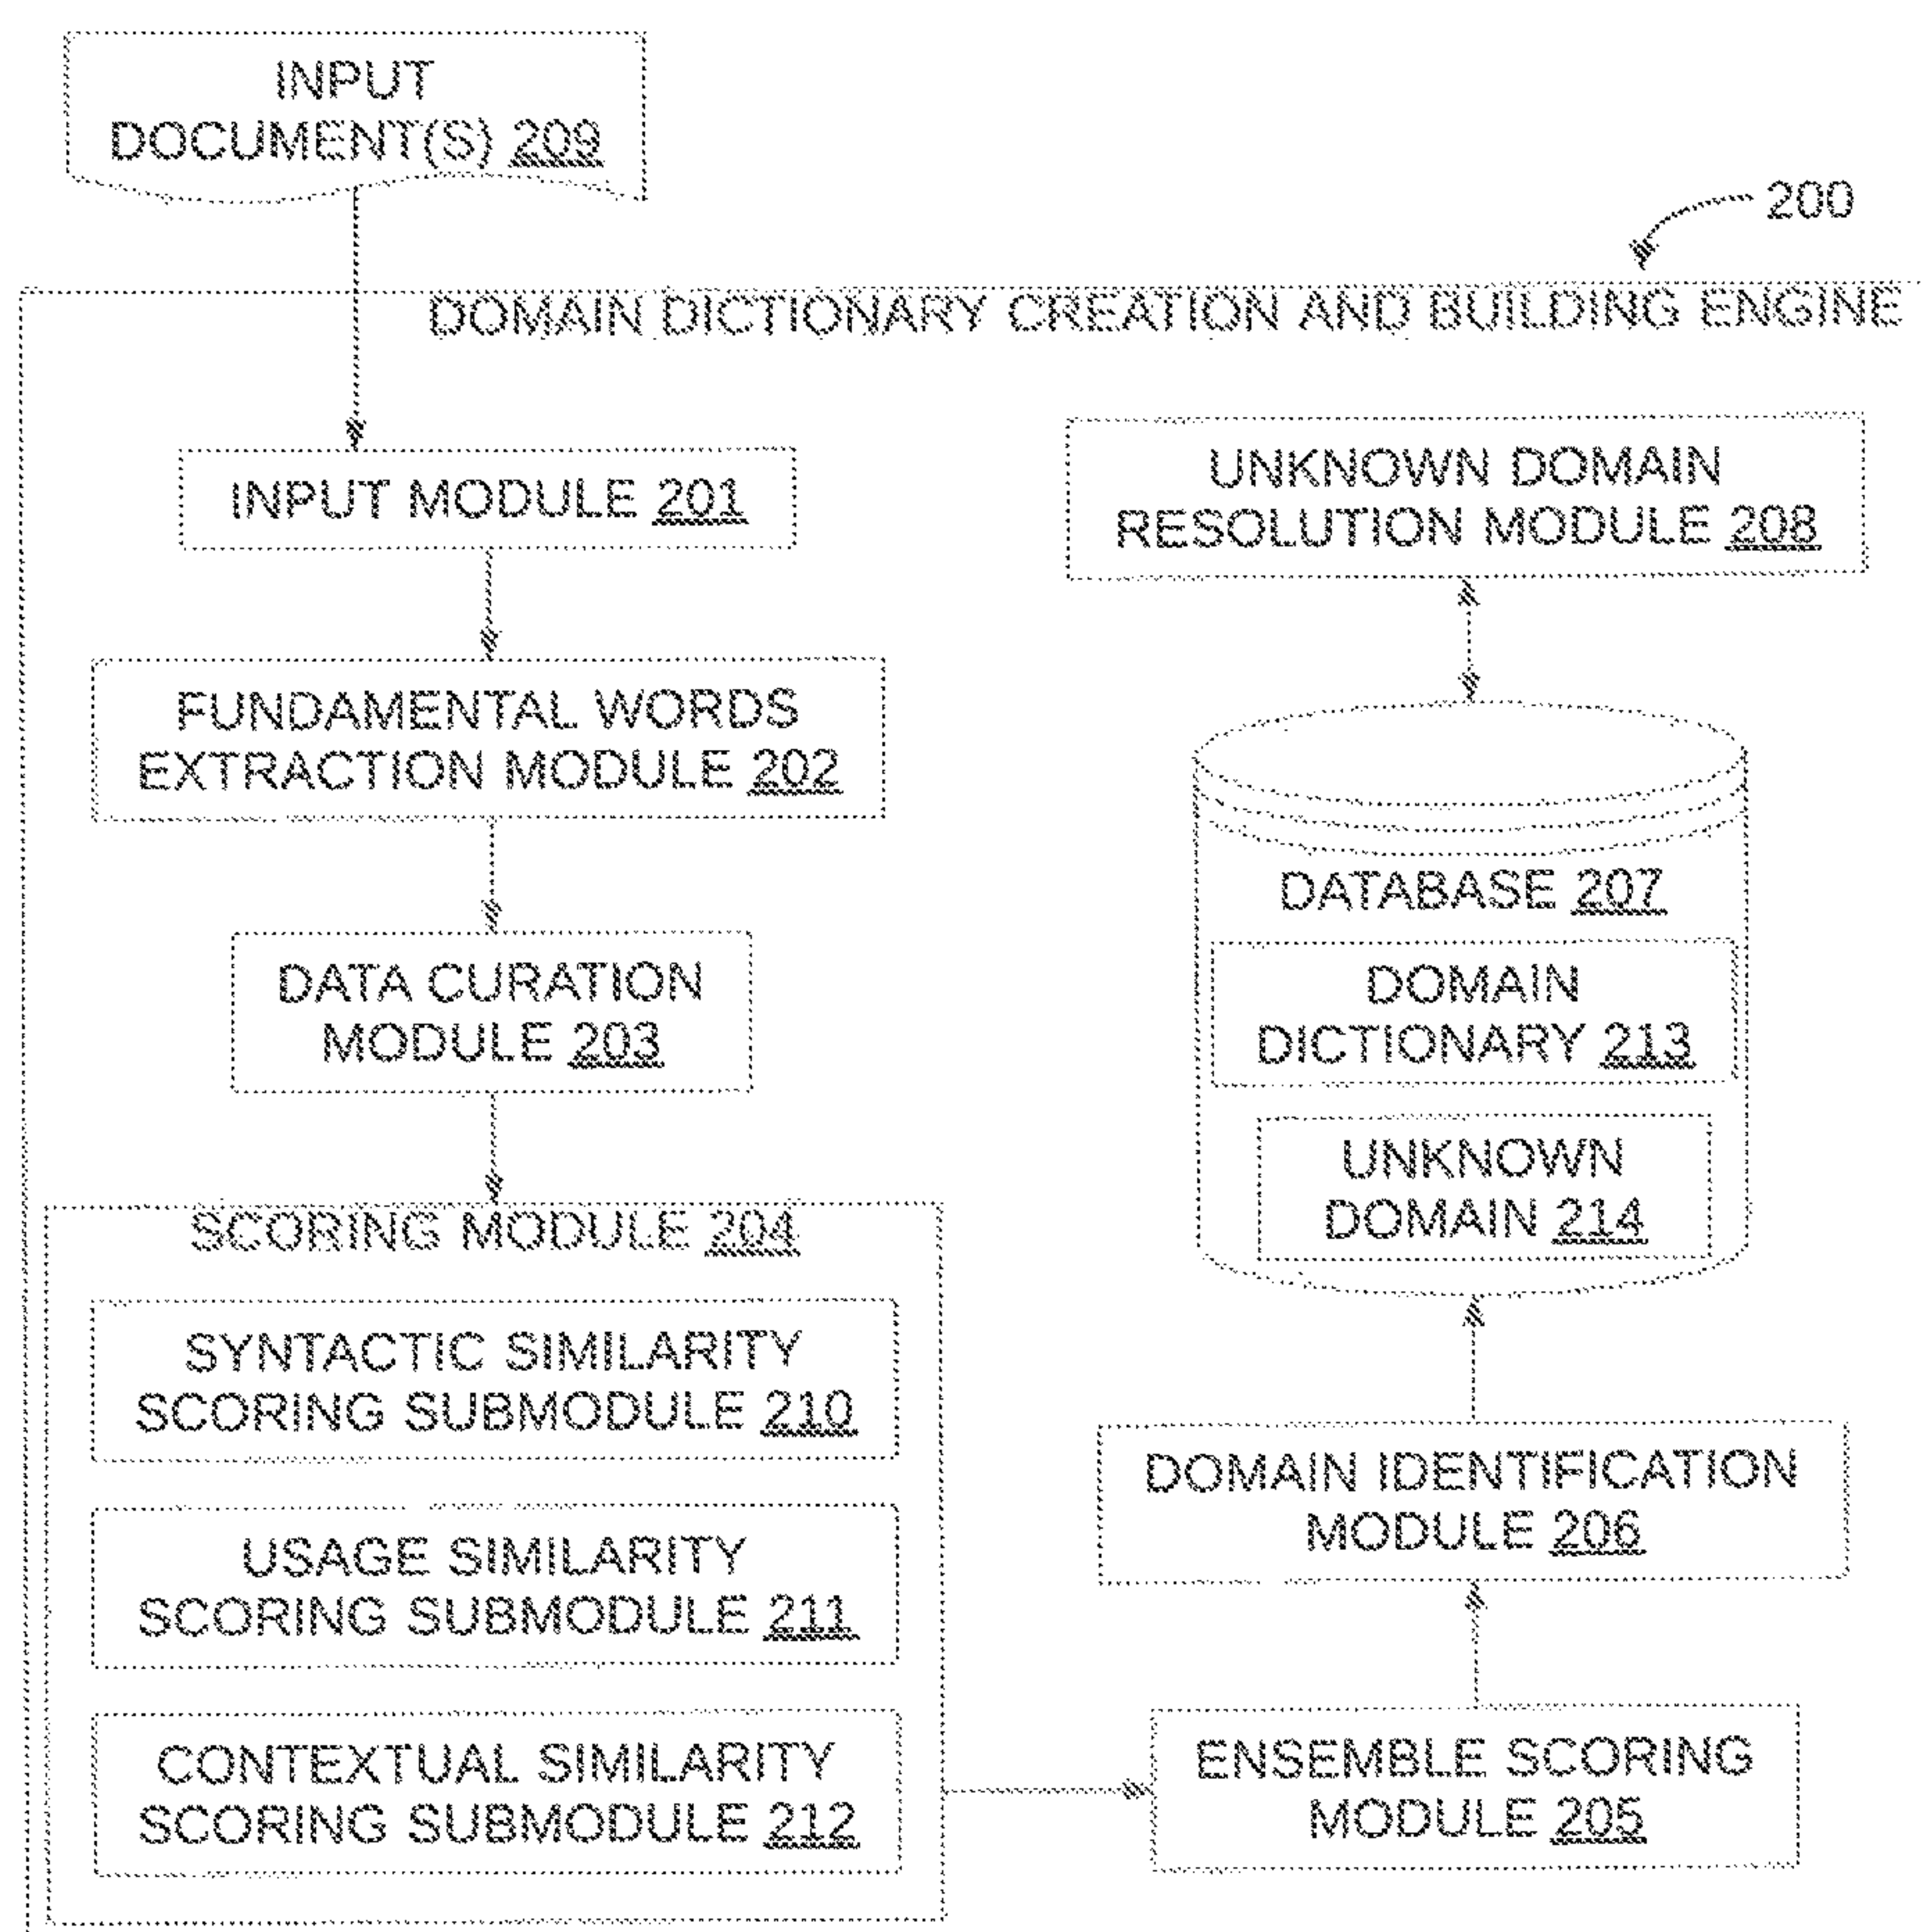 INPUT
DOCUMENT(S) 209
200
DOMAIN DICTIONARY CREATION AND BUILDING ENGINE
INPUT MODULE 201
FUNDAMENTAL WORDS
EXTRACTION MODULE 202
DATA CURATION
MODULE 203
SCORING MODULE 204
SYNTACTIC SIMILARITY
SCORING SUBMODULE 210
USAGE SIMILARITY
SCORING SUBMODULE 211
CONTEXTUAL SIMILARITY
SCORING SUBMODULE 212
UNKNOWN DOMAIN
RESOLUTION MODULE 208
DATABASE 207
DOMAIN
DICTIONARY 213
UNKNOWN
DOMAIN 214
DOMAIN IDENTIFICATION
MODULE 206
ENSEMBLE SCORING
MODULE 205